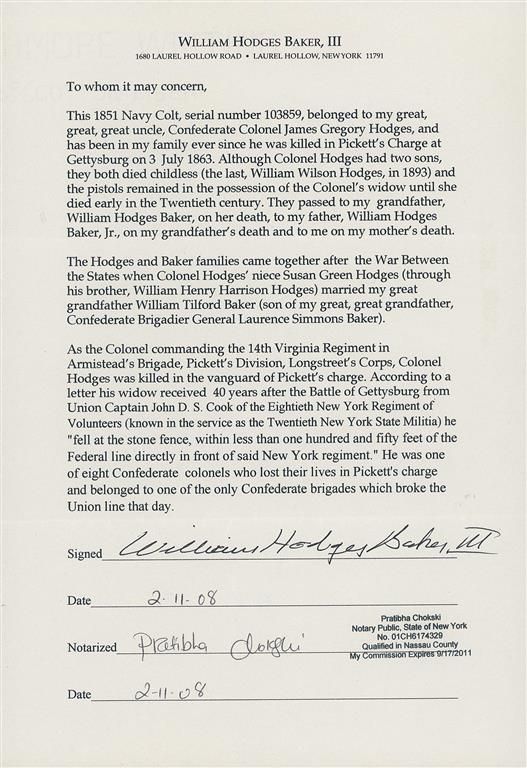 WILLIAM HODGES BAKER, III
1680 LAUREL HOLLOW ROAD • LAUREL HOLLOW, NEW YORK 11791
To whom it may concern,
This 1851 Navy Colt, serial number 103859, belonged to my great,
great, great uncle, Confederate Colonel James Gregory Hodges, and
has been in my family ever since he was killed in Pickett's Charge at
Gettysburg on 3 July 1863. Although Colonel Hodges had two sons,
they both died childless (the last, William Wilson Hodges, in 1893) and
the pistols remained in the possession of the Colonel's widow until she
died early in the Twentieth century. They passed to my grandfather,
William Hodges Baker, on her death, to my father, William Hodges
Baker, Jr., on my grandfather's death and to me on my mother's death.
The Hodges and Baker families came together after the War Between
the States when Colonel Hodges' niece Susan Green Hodges (through
his brother, William Henry Harrison Hodges) married my great
grandfather William Tilford Baker (son of my great, great grandfather,
Confederate Brigadier General Laurence Simmons Baker).
As the Colonel commanding the 14th Virginia Regiment in
Armistead's Brigade, Pickett's Division, Longstreet's Corps, Colonel
Hodges was killed in the vanguard of Pickett's charge. According to a
letter his widow received 40 years after the Battle of Gettysburg from
Union Captain John D. S. Cook of the Eightieth New York Regiment of
Volunteers (known in the service as the Twentieth New York State Militia) he
"fell at the stone fence, within less than one hundred and fifty feet of the
Federal line directly in front of said New York regiment." He was one
of eight Confederate colonels who lost their lives in Pickett's charge
and belonged to one of the only Confederate brigades which broke the
Union line that day.
Signed William Hodges Baker, III
Date 2-11-08
Pratibha Chokski
Notary Public, State of New York
No. 01CH6174329
Qualified in Nassau County
My Commission Expires 9/17/2011
Notarized Pratibha Chokshi
Date 2-11-08